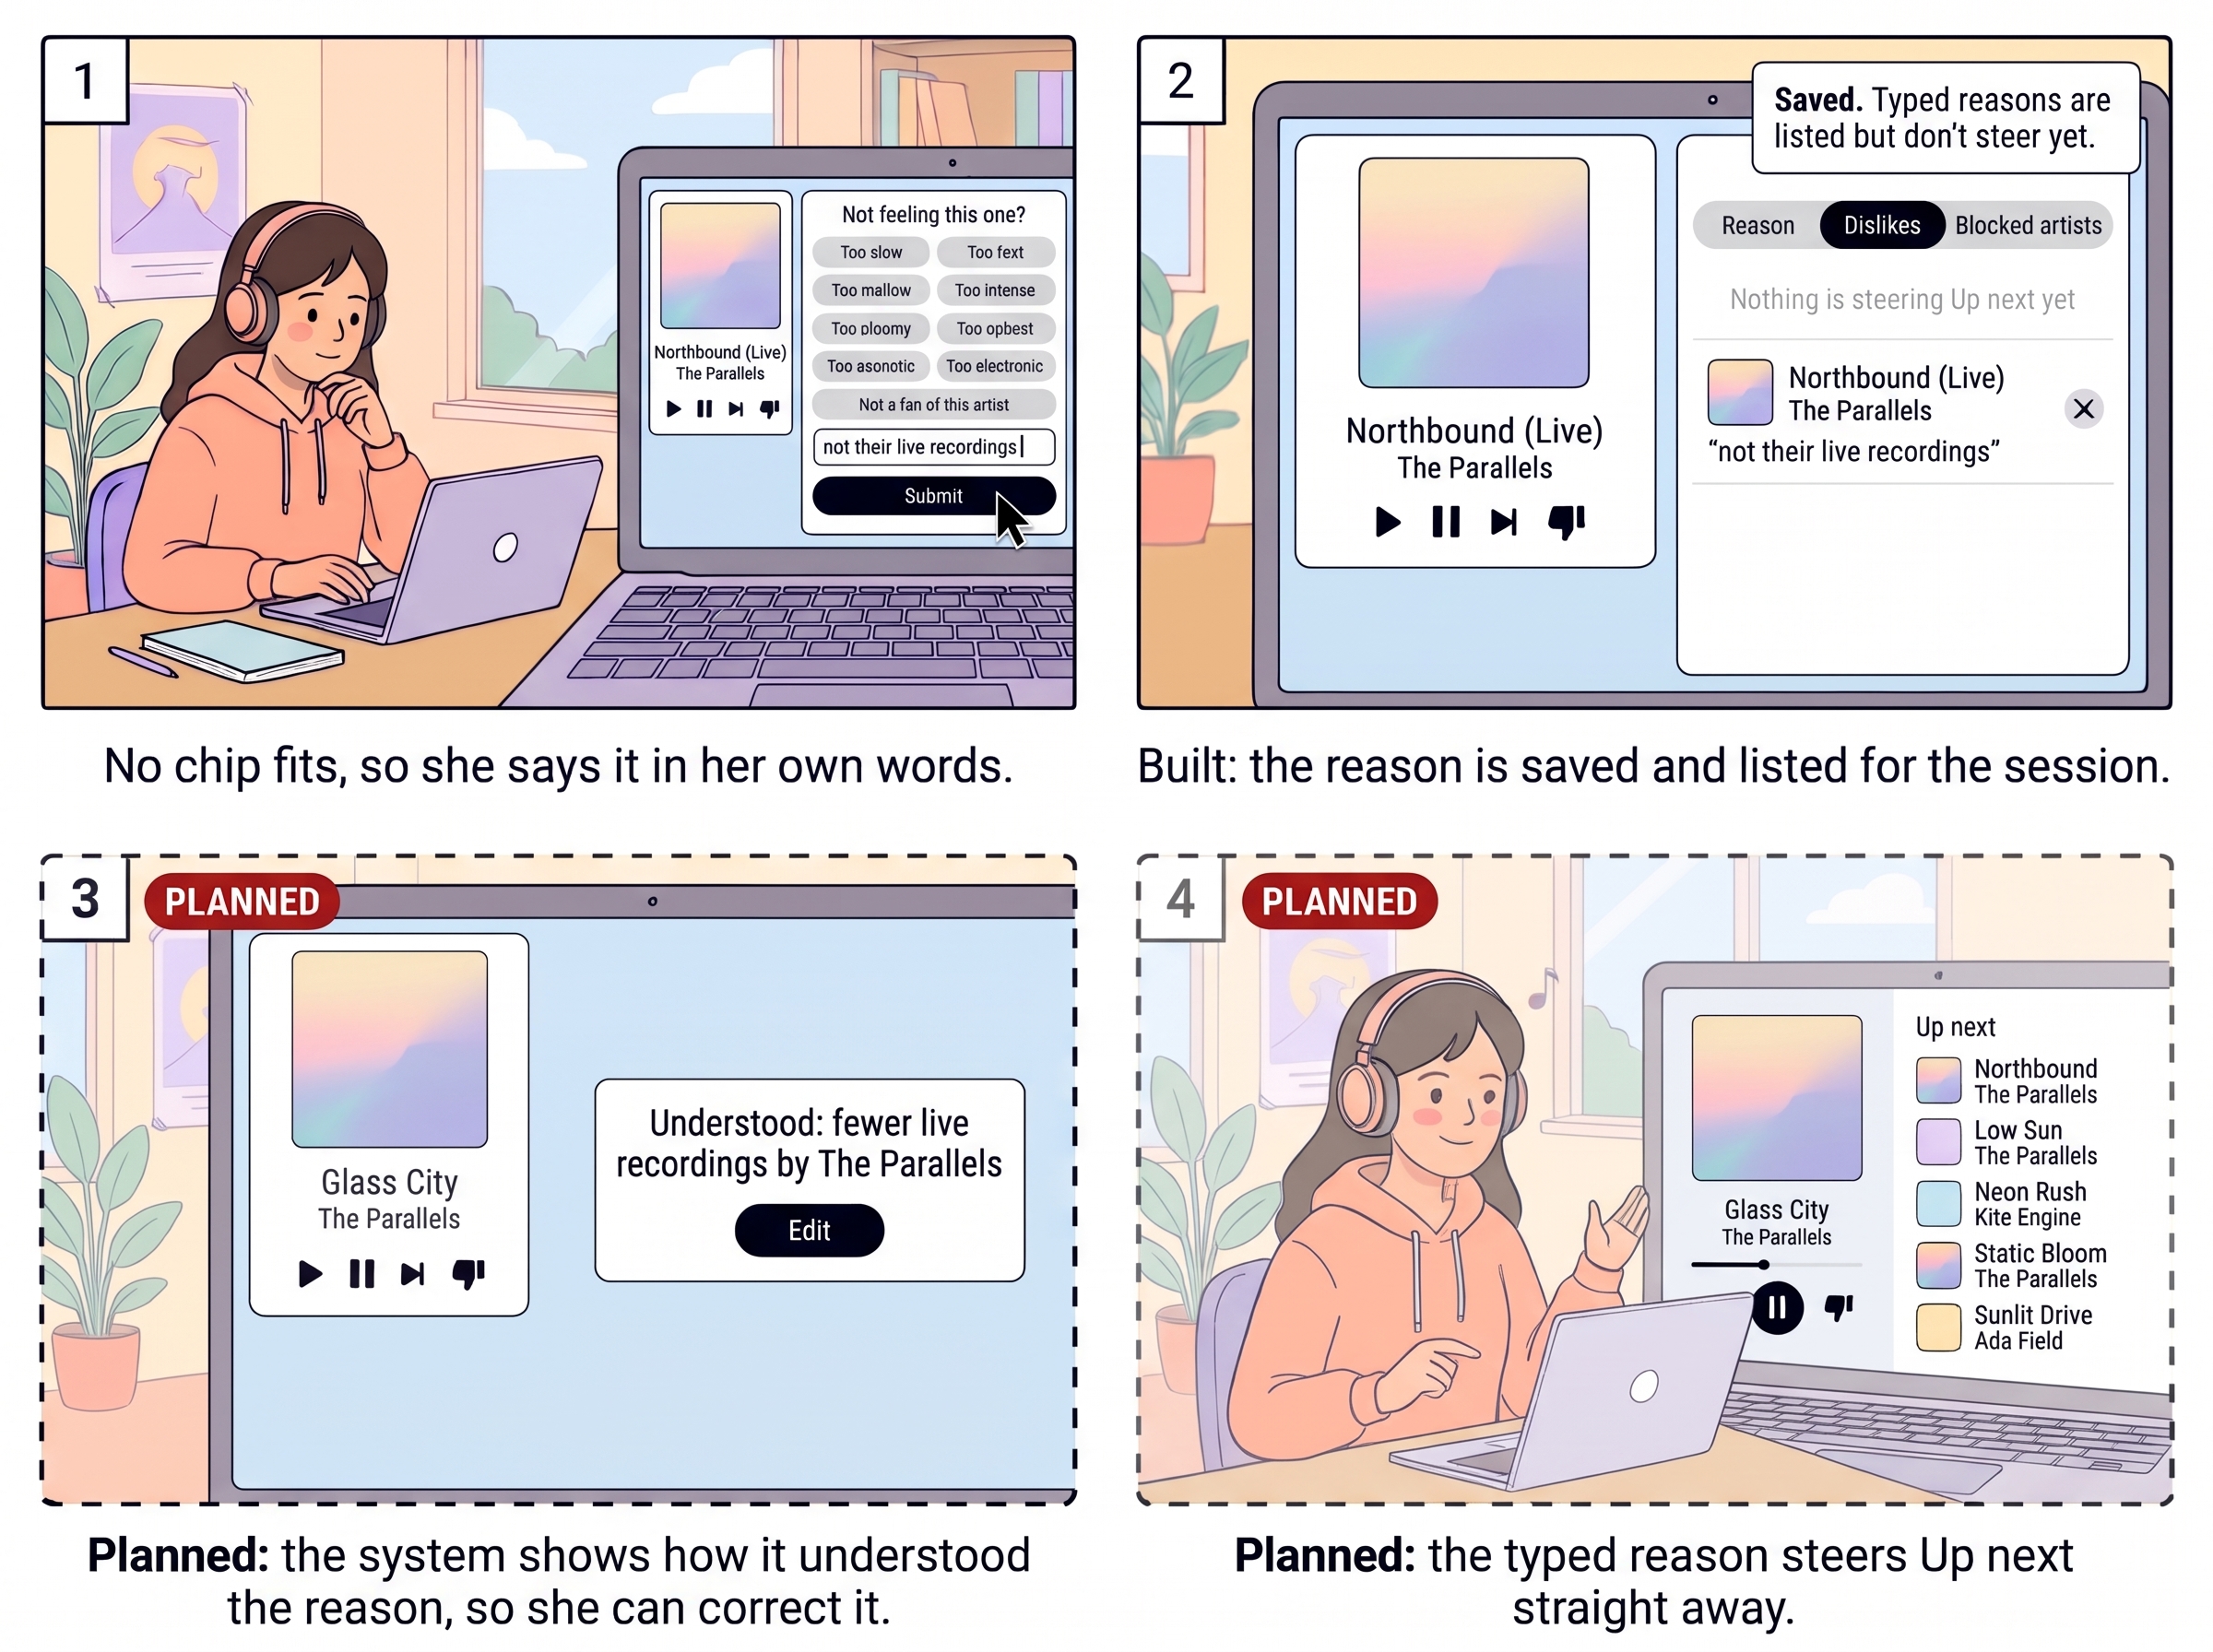 1
Not feeling this one?
Too slow
Too fext
Too mallow
Too intense
Too ploomy
Too opbest
Too asonotic
Too electronic
Not a fan of this artist
not their live recordings
Submit
Northbound (Live)
The Parallels
No chip fits, so she says it in her own words.
2
Saved. Typed reasons are
listed but don't steer yet.
Reason
Dislikes
Blocked artists
Nothing is steering Up next yet
Northbound (Live)
The Parallels
“not their live recordings”
Northbound (Live)
The Parallels
Built: the reason is saved and listed for the session.
3
PLANNED
Glass City
The Parallels
Understood: fewer live
recordings by The Parallels
Edit
Planned: the system shows how it understood
the reason, so she can correct it.
4
PLANNED
Glass City
The Parallels
Up next
Northbound
The Parallels
Low Sun
The Parallels
Neon Rush
Kite Engine
Static Bloom
The Parallels
Sunlit Drive
Ada Field
Planned: the typed reason steers Up next
straight away.